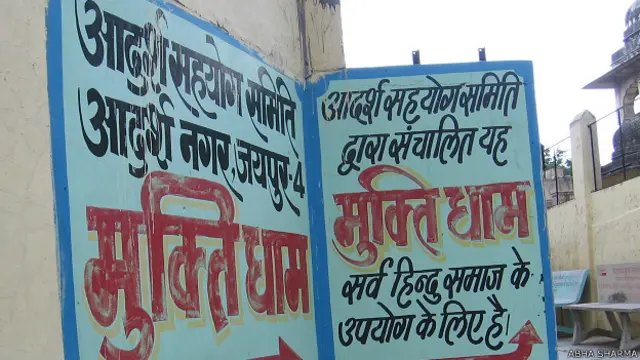 आदर्श सहयोग समिति
आदर्श नगर, जयपुर-4
मुक्ति धाम
आदर्श सहयोग समिति
द्वारा संचालित यह
मुक्ति धाम
सर्व हिन्दु समाज के
उपयोग के लिए है।
ABHA SHARMA